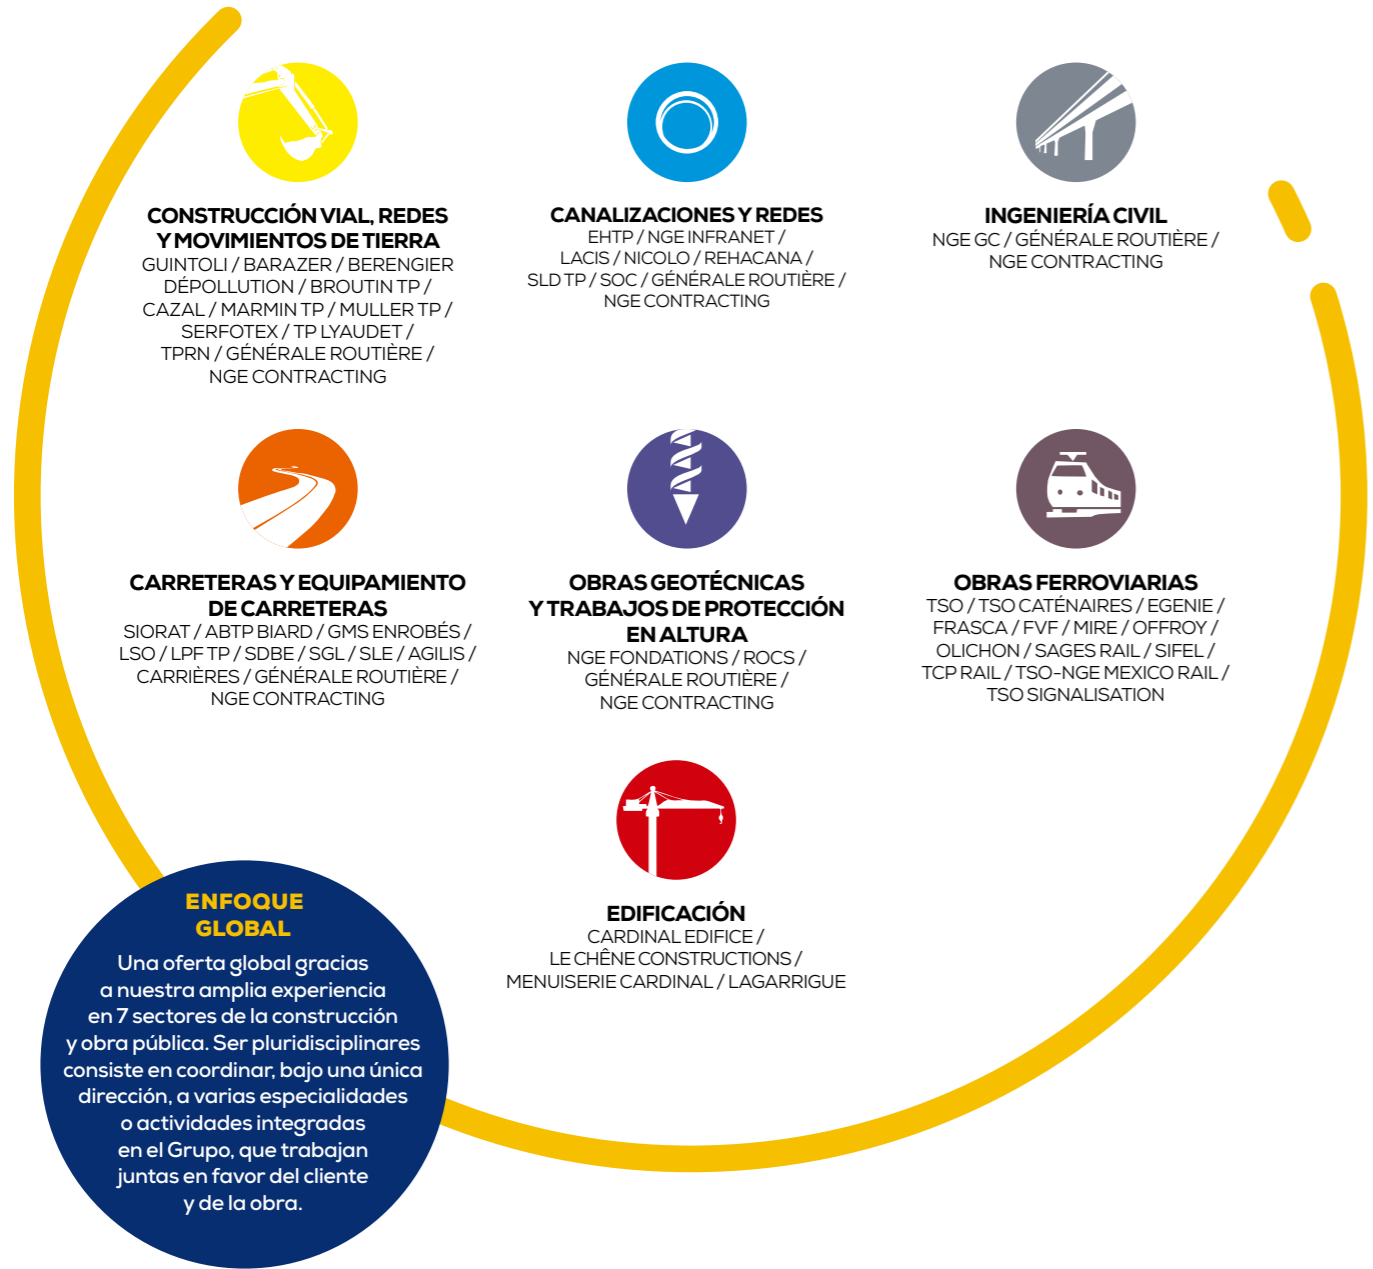 CONSTRUCCIÓN VIAL, REDES
Y MOVIMIENTOS DE TIERRA
GUINTOLI / BARAZER / BERENGIER
DÉPOLLUTION / BROUTIN TP /
CAZAL / MARMIN TP / MULLER TP /
SERFOTEX / TP LYAUDET /
TPRN / GÉNÉRALE ROUTIÈRE /
NGE CONTRACTING
CANALIZACIONES Y REDES
EHTP / NGE INFRANET /
LACIS / NICOLO / REHACANA /
SLD TP / SOC / GÉNÉRALE ROUTIÈRE /
NGE CONTRACTING
INGENIERÍA CIVIL
NGE GC / GÉNÉRALE ROUTIÈRE /
NGE CONTRACTING
CARRETERAS Y EQUIPAMIENTO
DE CARRETERAS
SIORAT / ABTP BIARD / GMS ENROBÉS /
LSO / LPF TP / SDBE / SGL / SLE / AGILIS /
CARRIÈRES / GÉNÉRALE ROUTIÈRE /
NGE CONTRACTING
OBRAS GEOTÉCNICAS
Y TRABAJOS DE PROTECCIÓN
EN ALTURA
NGE FONDATIONS / ROCS /
GÉNÉRALE ROUTIÈRE /
NGE CONTRACTING
OBRAS FERROVIARIAS
TSO / TSO CATÉNAIRES / EGENIE /
FRASCA / FVF / MIRE / OFFROY /
OLICHON / SAGES RAIL / SIFEL /
TCP RAIL / TSO-NGE MEXICO RAIL /
TSO SIGNALISATION
EDIFICACIÓN
CARDINAL EDIFICE /
LE CHÊNE CONSTRUCTIONS /
MENUISERIE CARDINAL / LAGARRIGUE
ENFOQUE
GLOBAL
Una oferta global gracias
a nuestra amplia experiencia
en 7 sectores de la construcción
y obra pública. Ser pluridisciplinares
consiste en coordinar, bajo una única
dirección, a varias especialidades
o actividades integradas
en el Grupo, que trabajan
juntas en favor del cliente
y de la obra.